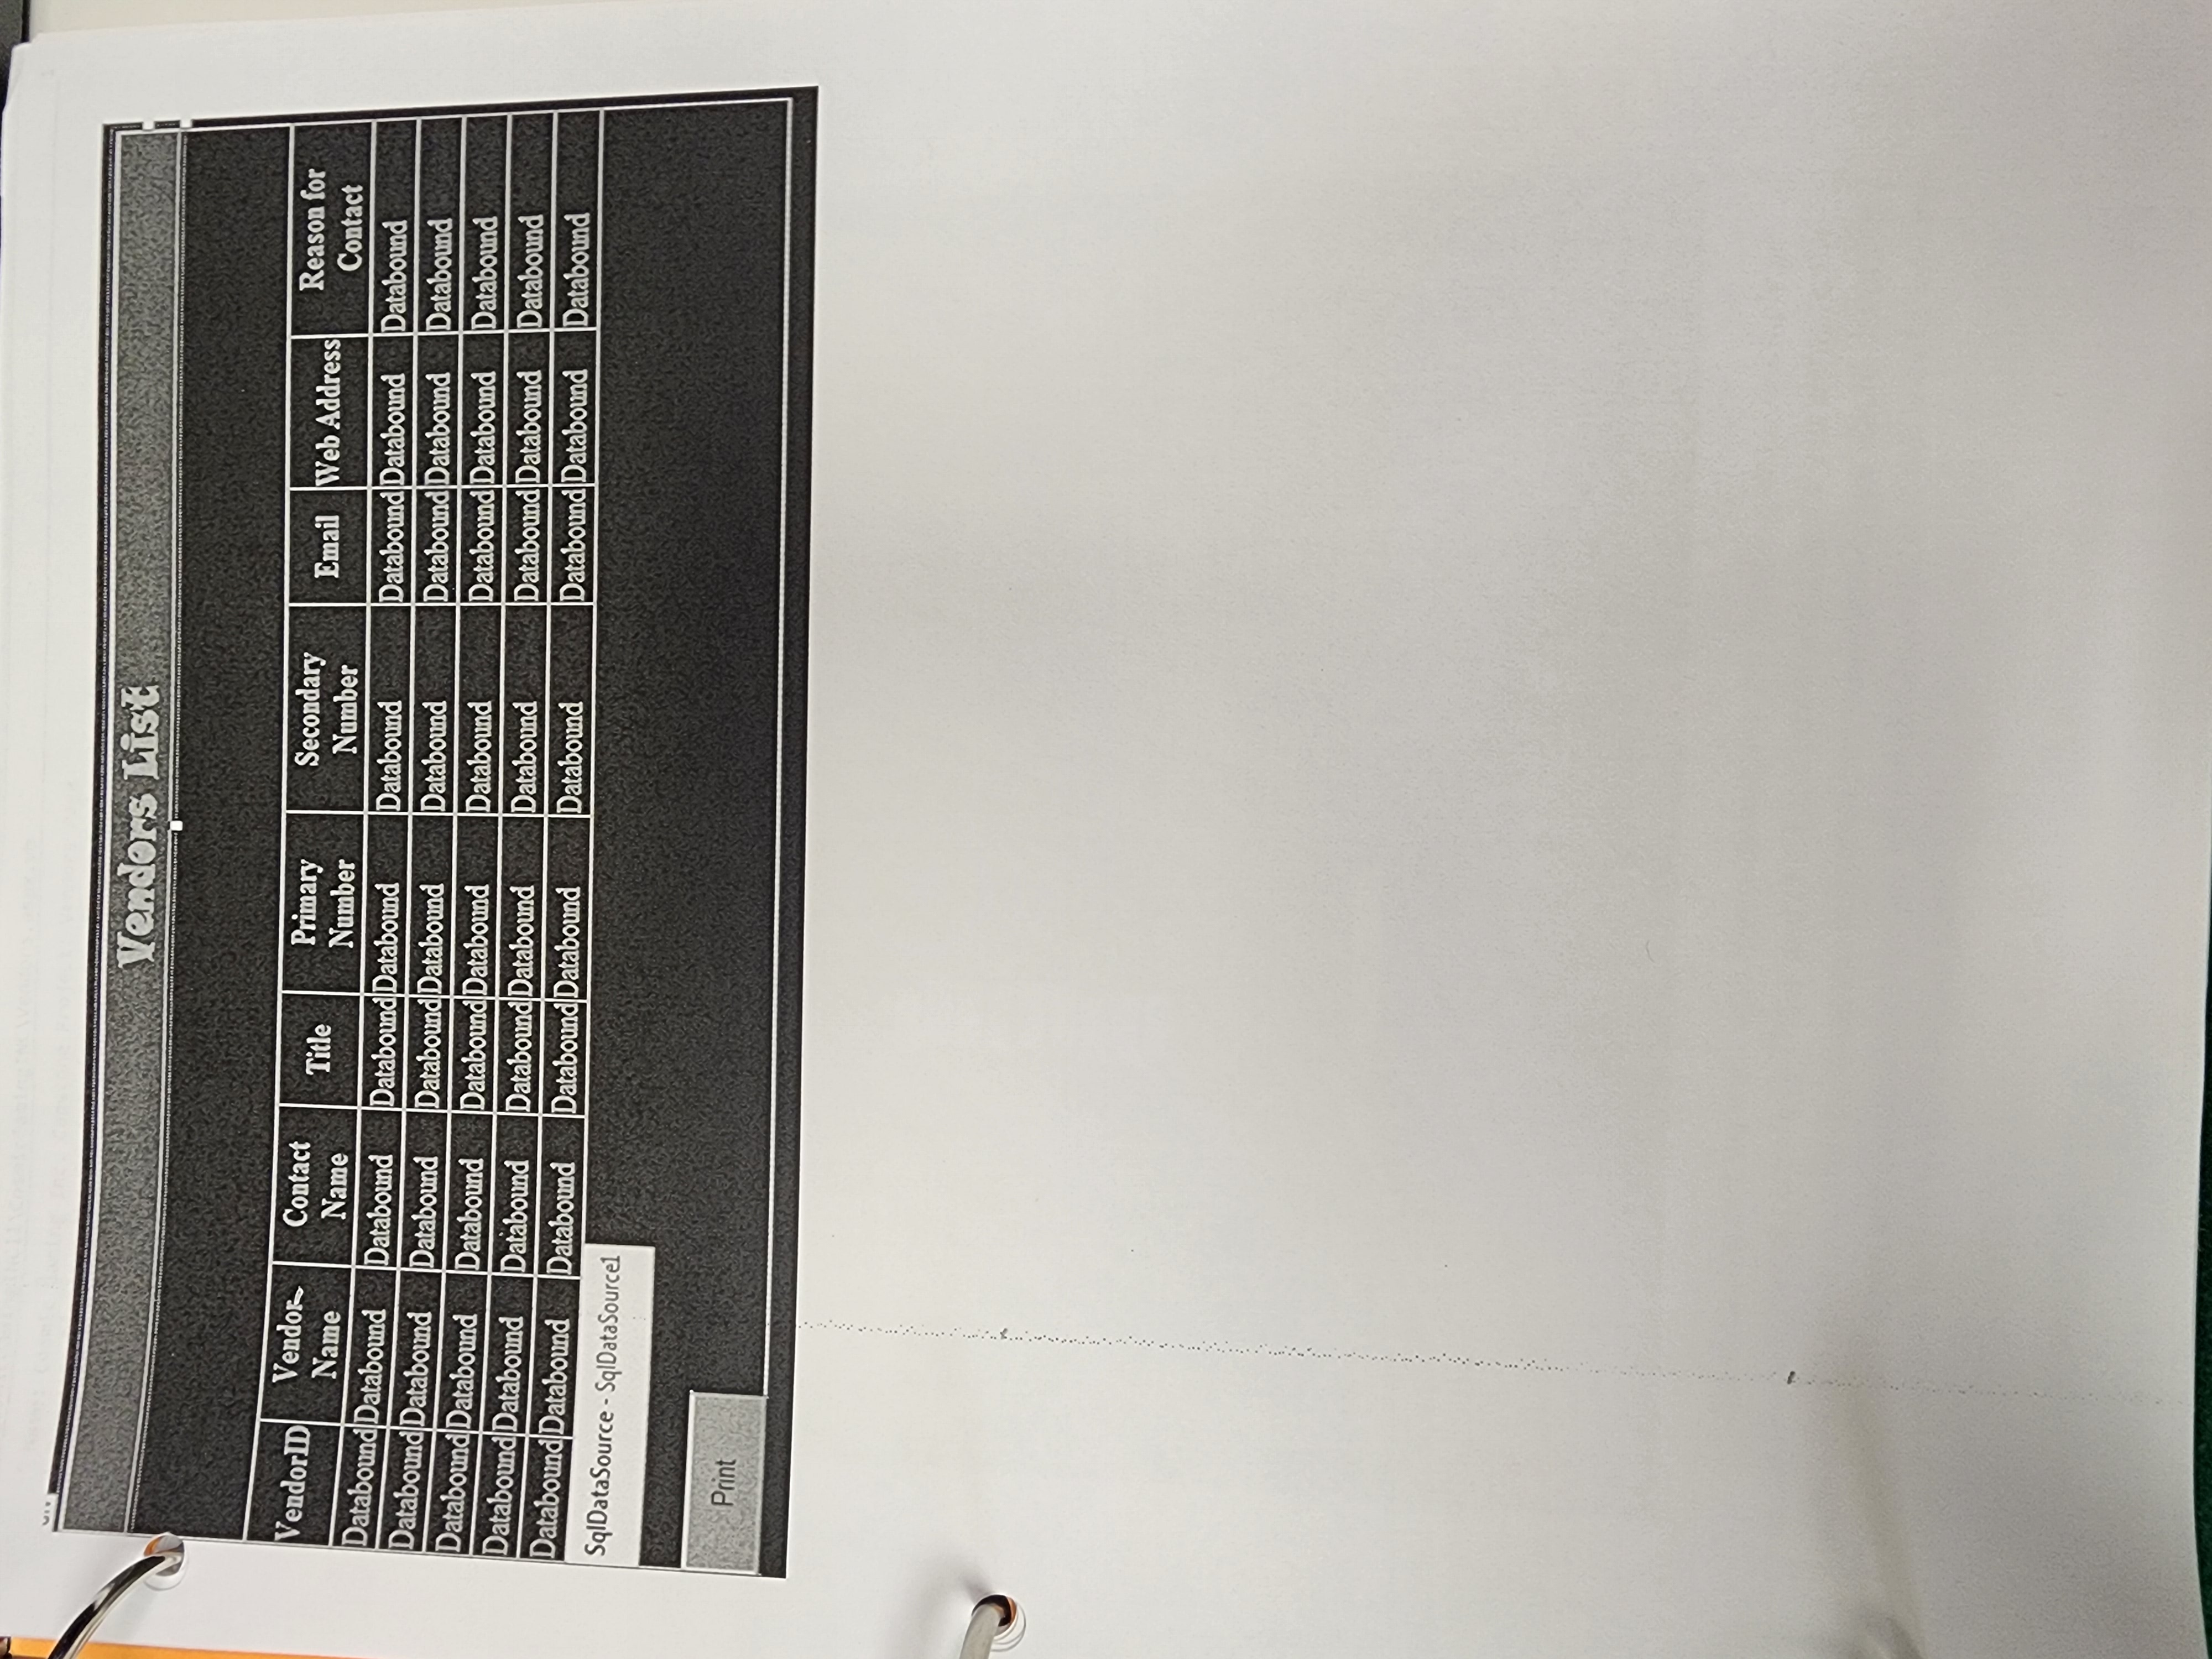 Vendors List
VendorID Vendor Name Contact Name Title Primary Number Secondary Number Email Web Address Reason for Contact
Databound Databound Databound Databound Databound Databound Databound Databound Databound
Databound Databound Databound Databound Databound Databound Databound Databound Databound
Databound Databound Databound Databound Databound Databound Databound Databound Databound
Databound Databound Databound Databound Databound Databound Databound Databound Databound
Databound Databound Databound Databound Databound Databound Databound Databound Databound
SqlDataSource - SqlDataSource1
Print